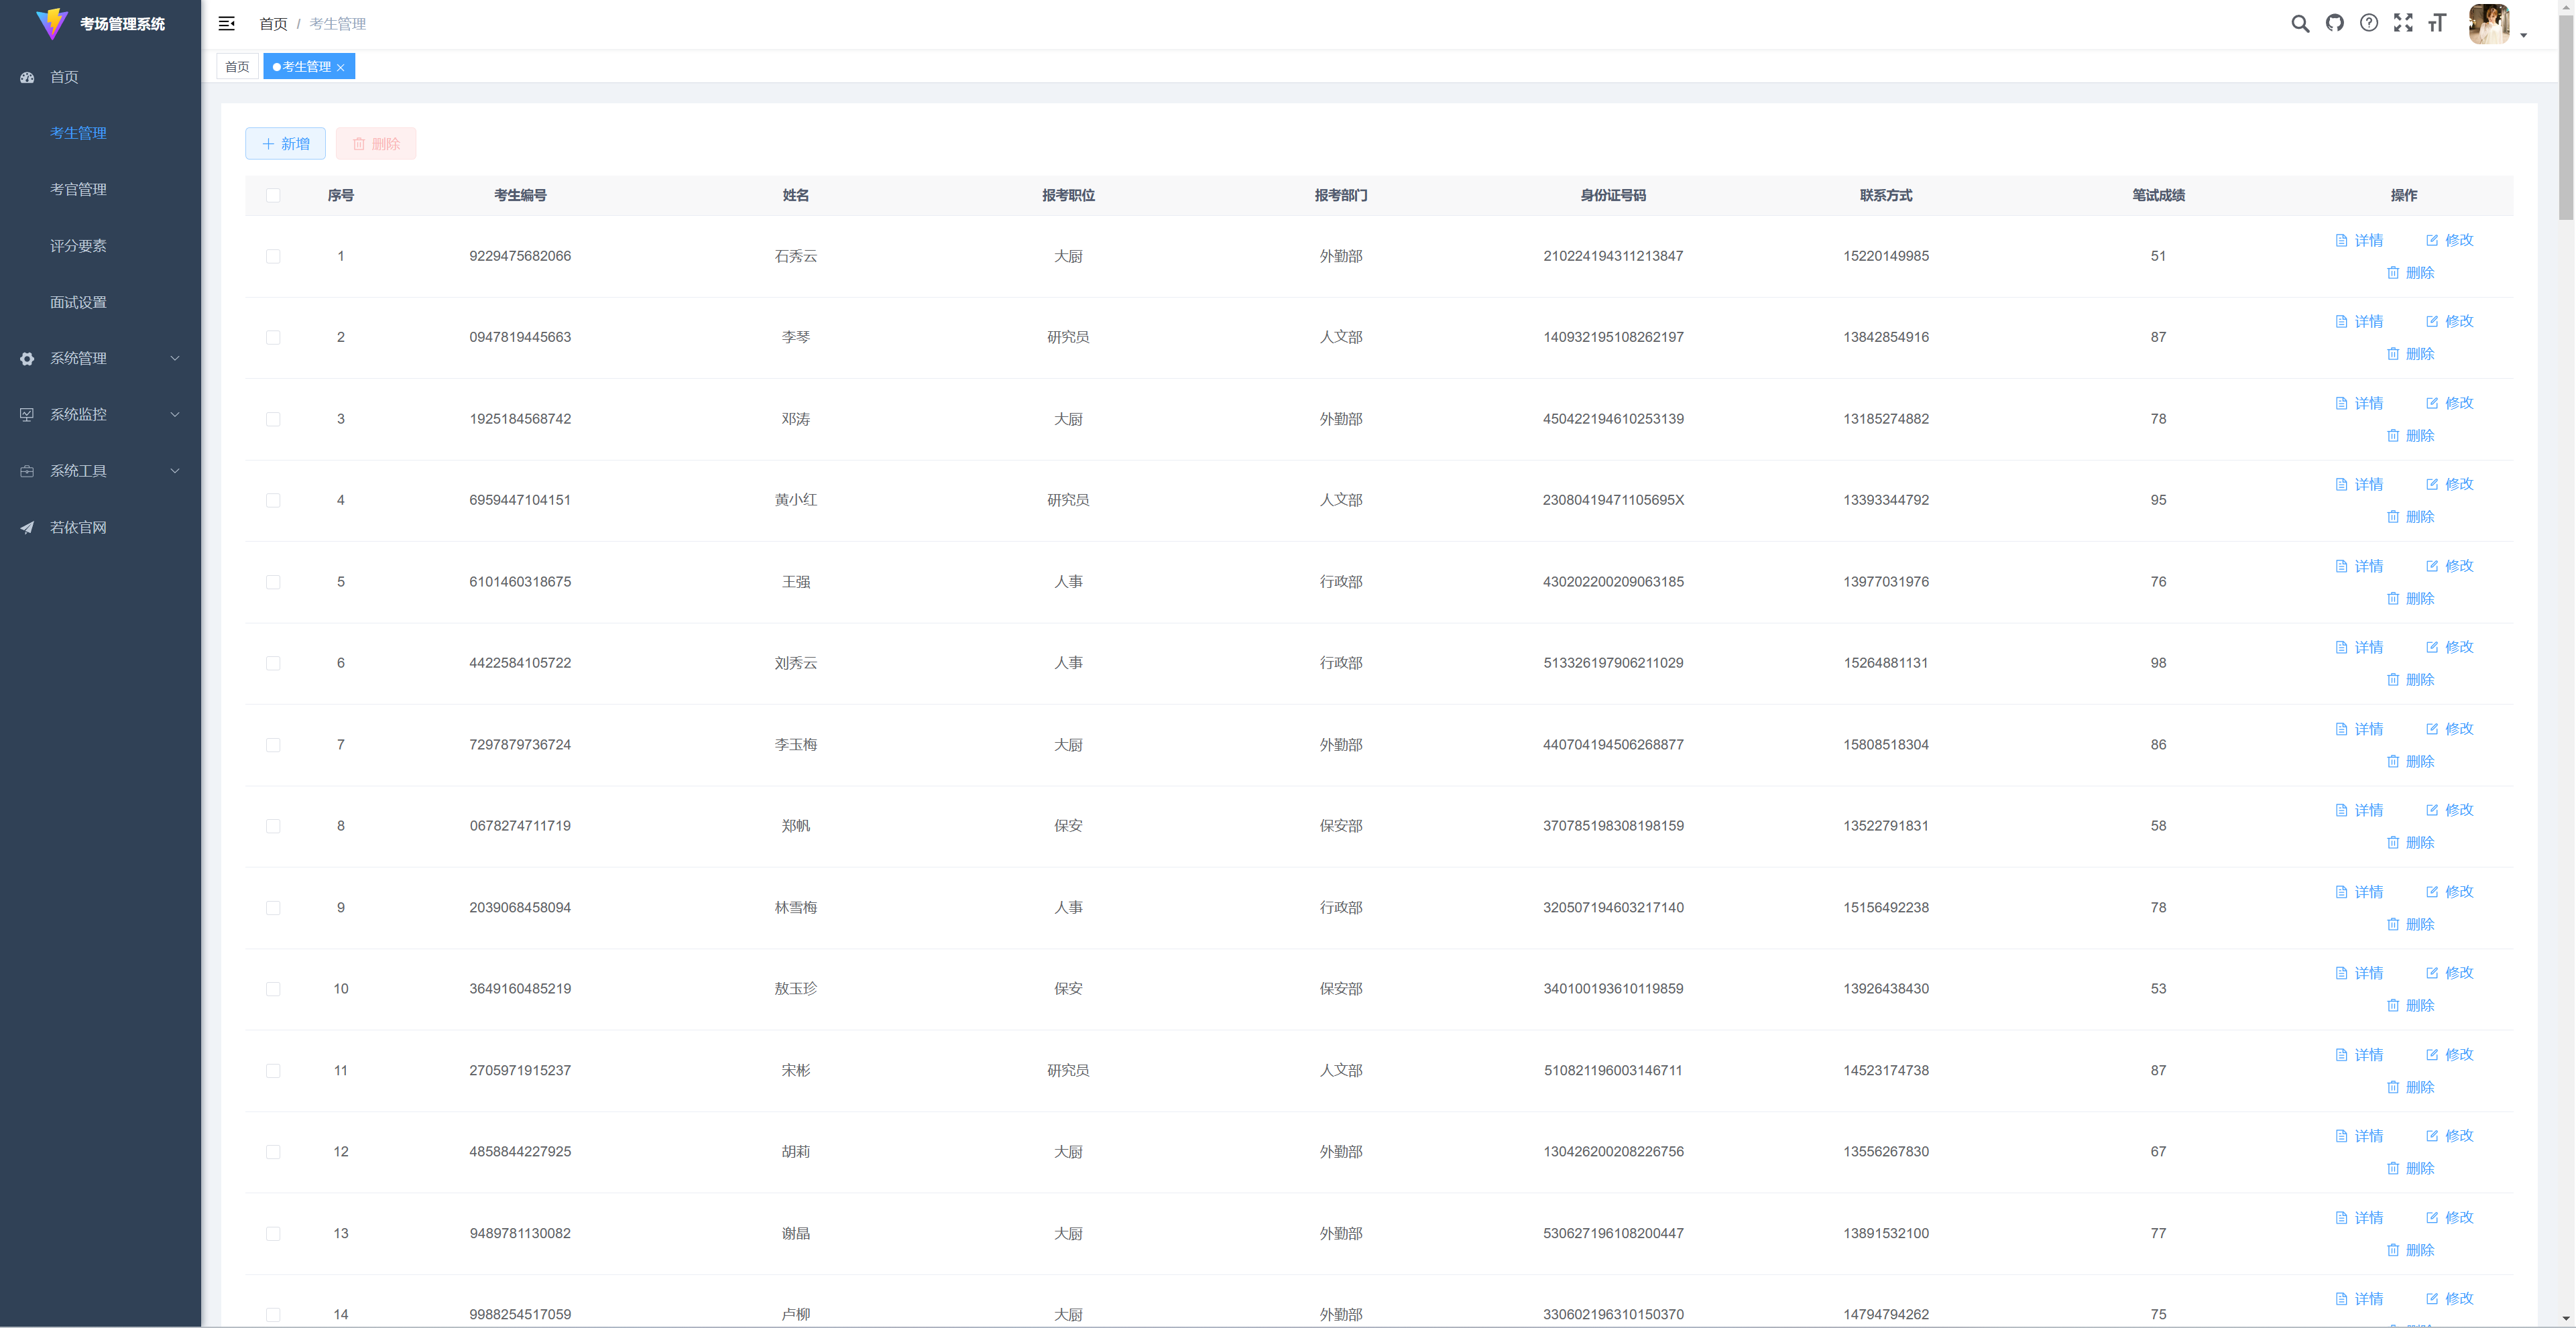 考场管理系统
首页 / 考生管理
首页
考生管理
首页
考生管理
考官管理
评分要素
面试设置
系统管理
系统监控
系统工具
若依官网
新增 删除
序号 考生编号 姓名 报考职位 报考部门 身份证号码 联系方式 笔试成绩 操作
1 9229475682066 石秀云 大厨 外勤部 210224194311213847 15220149985 51 详情 修改
删除
2 0947819445663 李琴 研究员 人文部 140932195108262197 13842854916 87 详情 修改
删除
3 1925184568742 邓涛 大厨 外勤部 450422194610253139 13185274882 78 详情 修改
删除
4 6959447104151 黄小红 研究员 人文部 23080419471105695X 13393344792 95 详情 修改
删除
5 6101460318675 王强 人事 行政部 430202200209063185 13977031976 76 详情 修改
删除
6 4422584105722 刘秀云 人事 行政部 513326197906211029 15264881131 98 详情 修改
删除
7 7297879736724 李玉梅 大厨 外勤部 440704194506268877 15808518304 86 详情 修改
删除
8 0678274711719 郑帆 保安 保安部 370785198308198159 13522791831 58 详情 修改
删除
9 2039068458094 林雪梅 人事 行政部 320507194603217140 15156492238 78 详情 修改
删除
10 3649160485219 敖玉珍 保安 保安部 340100193610119859 13926438430 53 详情 修改
删除
11 2705971915237 宋彬 研究员 人文部 510821196003146711 14523174738 87 详情 修改
删除
12 4858844227925 胡莉 大厨 外勤部 130426200208226756 13556267830 67 详情 修改
删除
13 9489781130082 谢晶 大厨 外勤部 530627196108200447 13891532100 77 详情 修改
删除
14 9988254517059 卢柳 大厨 外勤部 330602196310150370 14794794262 75 详情 修改